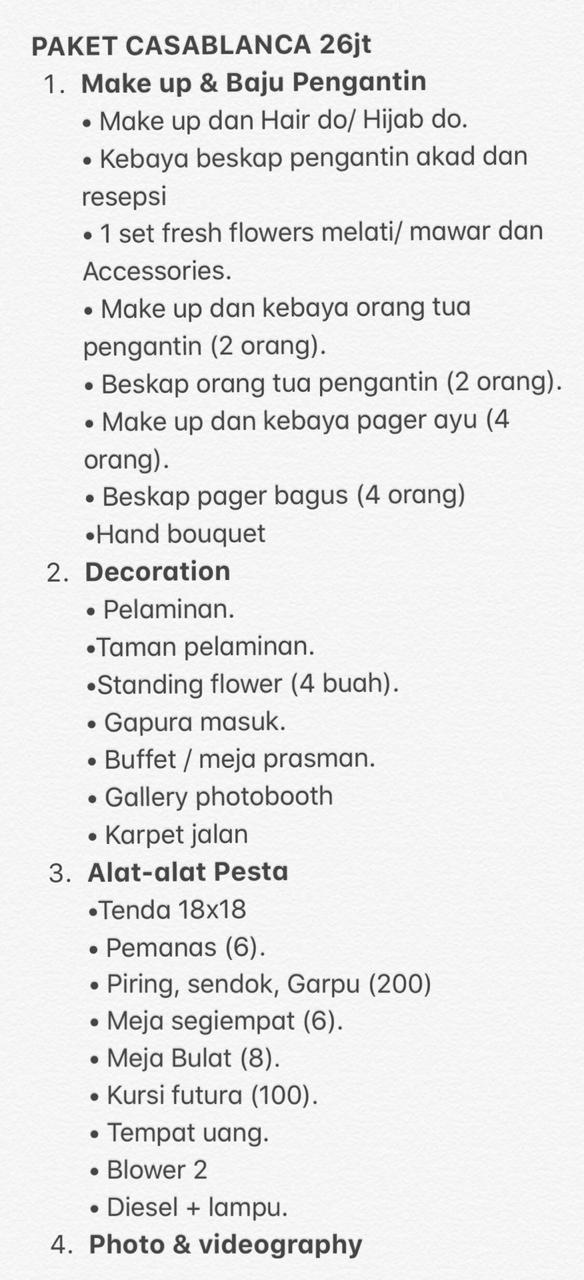 PAKET CASABLANCA 26jt
1. Make up & Baju Pengantin
• Make up dan Hair do/ Hijab do.
• Kebaya beskap pengantin akad dan
resepsi
• 1 set fresh flowers melati/ mawar dan
Accessories.
• Make up dan kebaya orang tua
pengantin (2 orang).
• Beskap orang tua pengantin (2 orang).
• Make up dan kebaya pager ayu (4
orang).
• Beskap pager bagus (4 orang)
•Hand bouquet
2. Decoration
• Pelaminan.
•Taman pelaminan.
•Standing flower (4 buah).
• Gapura masuk.
• Buffet / meja prasman.
• Gallery photobooth
• Karpet jalan
3. Alat-alat Pesta
•Tenda 18x18
• Pemanas (6).
• Piring, sendok, Garpu (200)
• Meja segiempat (6).
• Meja Bulat (8).
• Kursi futura (100).
• Tempat uang.
• Blower 2
• Diesel + lampu.
4. Photo & videography